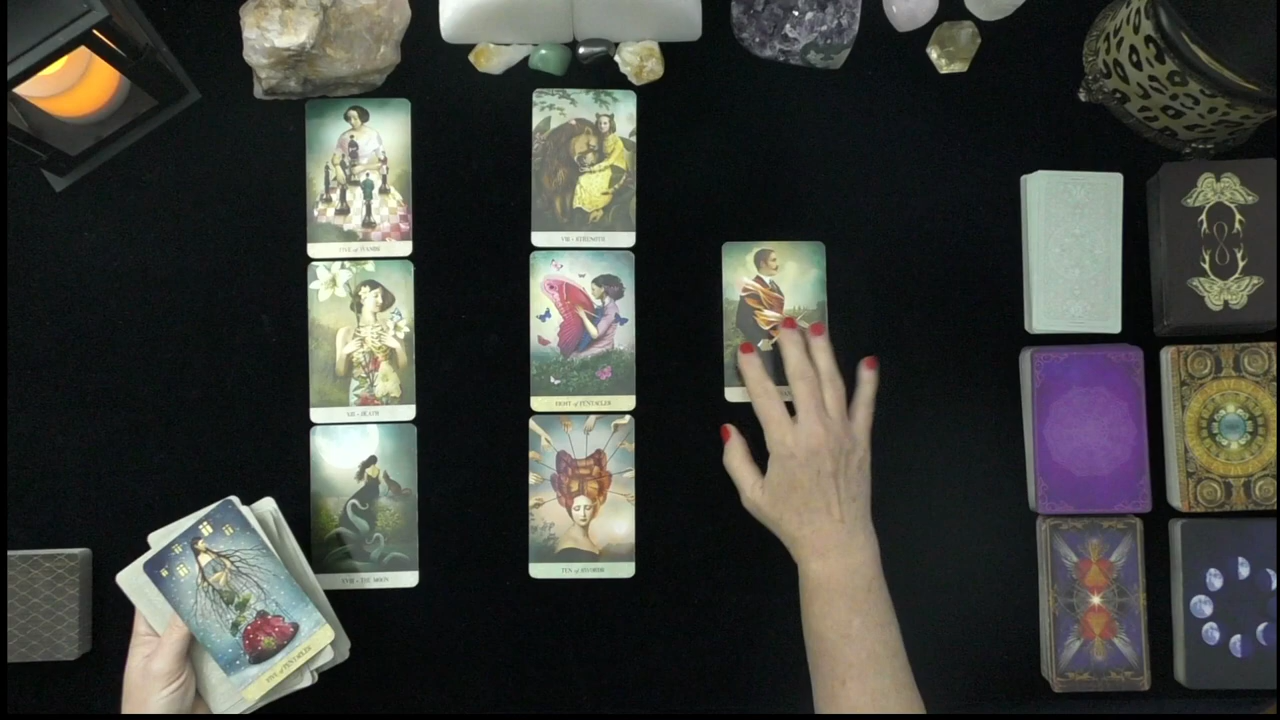 FIVE of WANDS
XIII • DEATH
XVIII • THE MOON
VIII • STRENGTH
EIGHT of PENTACLES
TEN of SWORDS
FIVE of PENTACLES